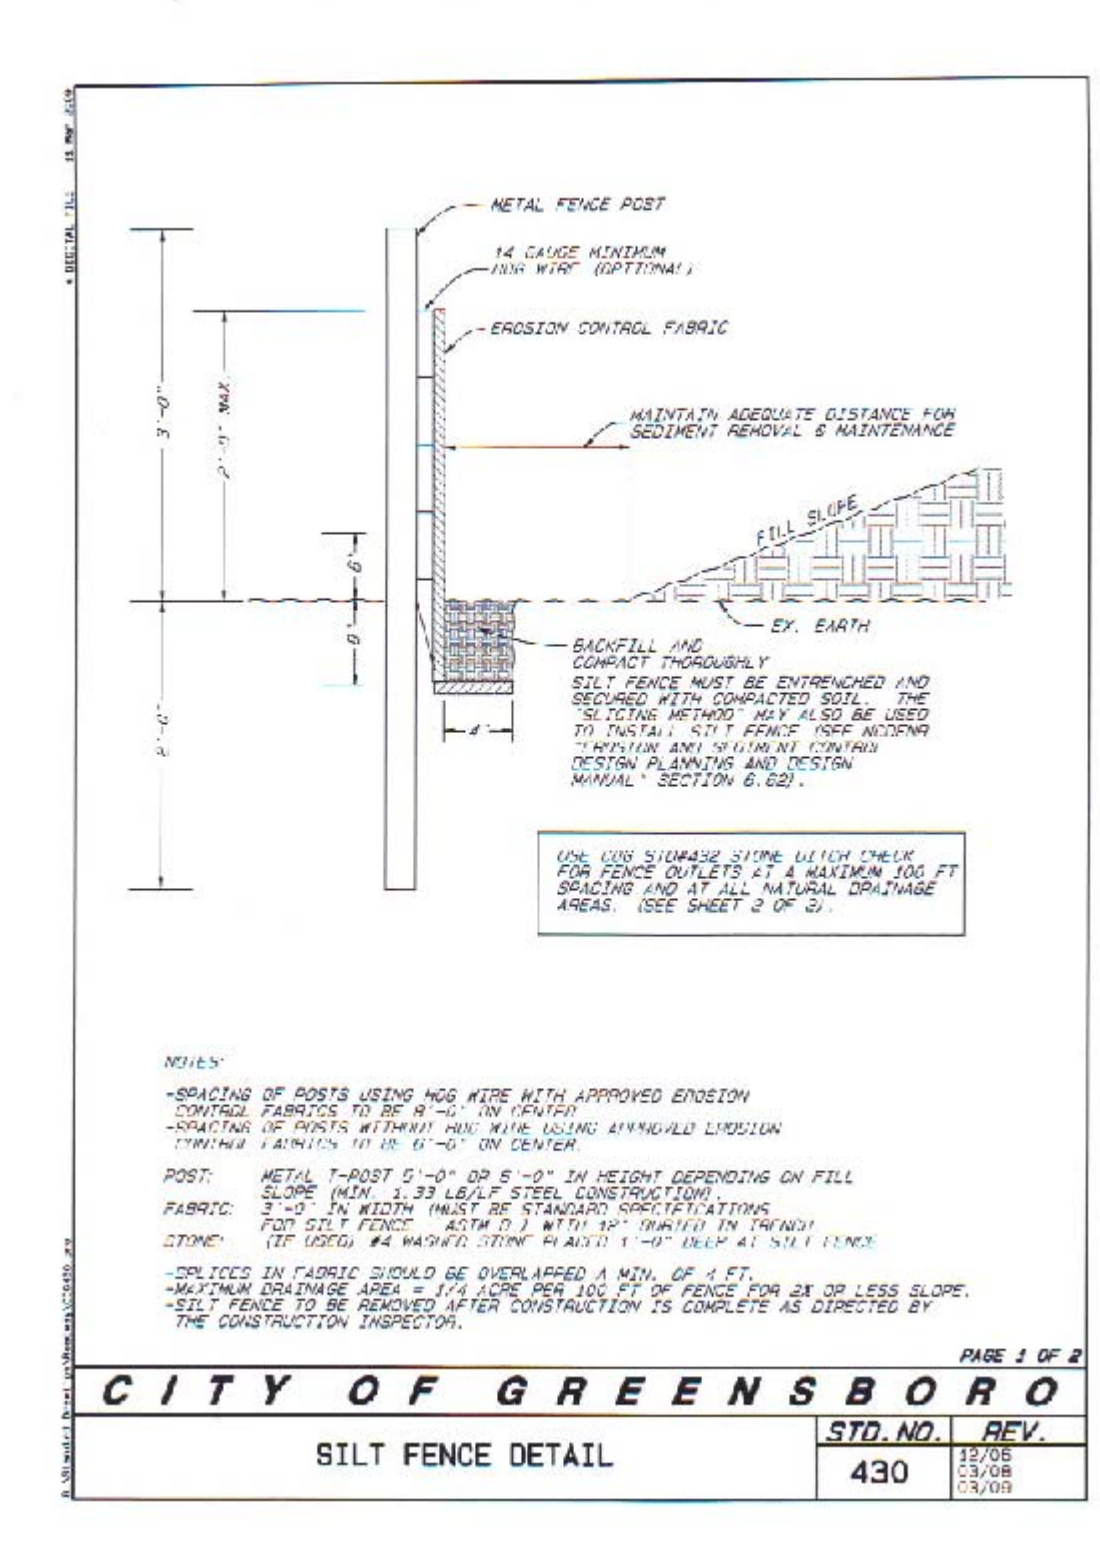 METAL FENCE POST
14 GAUGE MINIMUM
HOG WIRE (OPTIONAL)
EROSION CONTROL FABRIC
MAINTAIN ADEQUATE DISTANCE FOR
SEDIMENT REMOVAL & MAINTENANCE
3'-0"
2'-0" MAX.
FILL SLOPE
6"
EX. EARTH
BACKFILL AND
COMPACT THOROUGHLY
SILT FENCE MUST BE ENTRENCHED AND
SECURED WITH COMPACTED SOIL. THE
"SLICING METHOD" MAY ALSO BE USED
TO INSTALL SILT FENCE (SEE NCDENR
"EROSION AND SEDIMENT CONTROL
DESIGN PLANNING AND DESIGN
MANUAL" SECTION 6.62).
4"
USE COG STD#432 STONE DITCH CHECK
FOR FENCE OUTLETS AT A MAXIMUM 100 FT
SPACING AND AT ALL NATURAL DRAINAGE
AREAS. (SEE SHEET 2 OF 2).
NOTES:
-SPACING OF POSTS USING HOG WIRE WITH APPROVED EROSION
CONTROL FABRICS TO BE 8'-0" ON CENTER
-SPACING OF POSTS WITHOUT HOG WIRE USING APPROVED EROSION
CONTROL FABRICS TO BE 6'-0" ON CENTER.
POST: METAL T-POST 5'-0" OR 6'-0" IN HEIGHT DEPENDING ON FILL
SLOPE (MIN. 1.33 LB/LF STEEL CONSTRUCTION).
FABRIC: 3'-0" IN WIDTH (MUST BE STANDARD SPECIFICATIONS
FOR SILT FENCE ASTM D ) WITH 12" BURIED IN TRENCH
STONE: (IF USED) #4 WASHED STONE PLACED 1'-0" DEEP AT SILT FENCE
-SPLICES IN FABRIC SHOULD BE OVERLAPPED A MIN. OF 4 FT.
-MAXIMUM DRAINAGE AREA = 1/4 ACRE PER 100 FT OF FENCE FOR 2% OR LESS SLOPE.
-SILT FENCE TO BE REMOVED AFTER CONSTRUCTION IS COMPLETE AS DIRECTED BY
THE CONSTRUCTION INSPECTOR.
PAGE 1 OF 2
CITY OF GREENSBORO
SILT FENCE DETAIL
STD. NO.
430
REV.
12/06
03/08
03/09